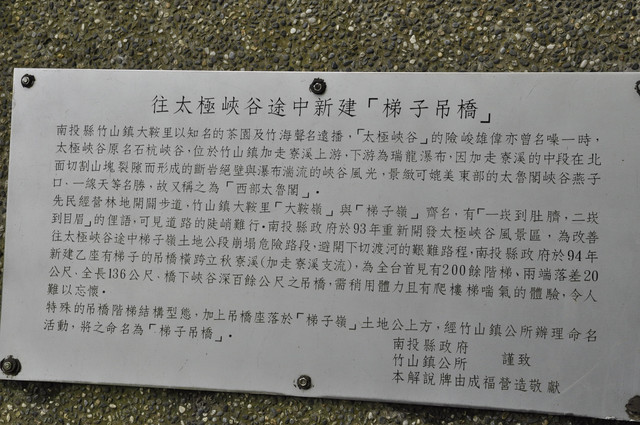 往太極峽谷途中新建「梯子吊橋」
南投縣竹山鎮大鞍里以知名的茶園及竹海聲名遠播，「太極峽谷」的險峻雄偉亦曾名噪一時，
太極峽谷原名石杭峽谷，位於竹山鎮加走寮溪上游，下游為瑞龍瀑布，因加走寮溪的中段在北
面切割山塊裂隙而形成的斷岩絕壁與瀑布湍流的峽谷風光，景緻可媲美東部的太魯閣峽谷燕子
口．一線天等名勝，故又稱之為「西部太魯閣」．
先民經營林地開闢步道，竹山鎮大鞍里「大鞍嶺」與「梯子嶺」齊名，有「一崁到肚臍，二崁
到目眉」的俚語，可見道路的陡峭難行．南投縣政府於93年重新開發太極峽谷風景區，為改善
往太極峽谷途中梯子嶺土地公段崩塌危險路段，避開下切渡河的艱難路程，南投縣政府於94年
新建乙座有梯子的吊橋橫跨立秋寮溪(加走寮溪支流)，為全台首見有200餘階梯、兩端落差20
公尺．全長136公尺．橋下峽谷深百餘公尺之吊橋，需稍用體力且有爬樓梯喘氣的體驗，令人
難以忘懷．
特殊的吊橋階梯結構型態，加上吊橋座落於「梯子嶺」土地公上方，經竹山鎮公所辦理命名
活動，將之命名為「梯子吊橋」．
南投縣政府
竹山鎮公所 謹致
本解說牌由成福營造敬獻